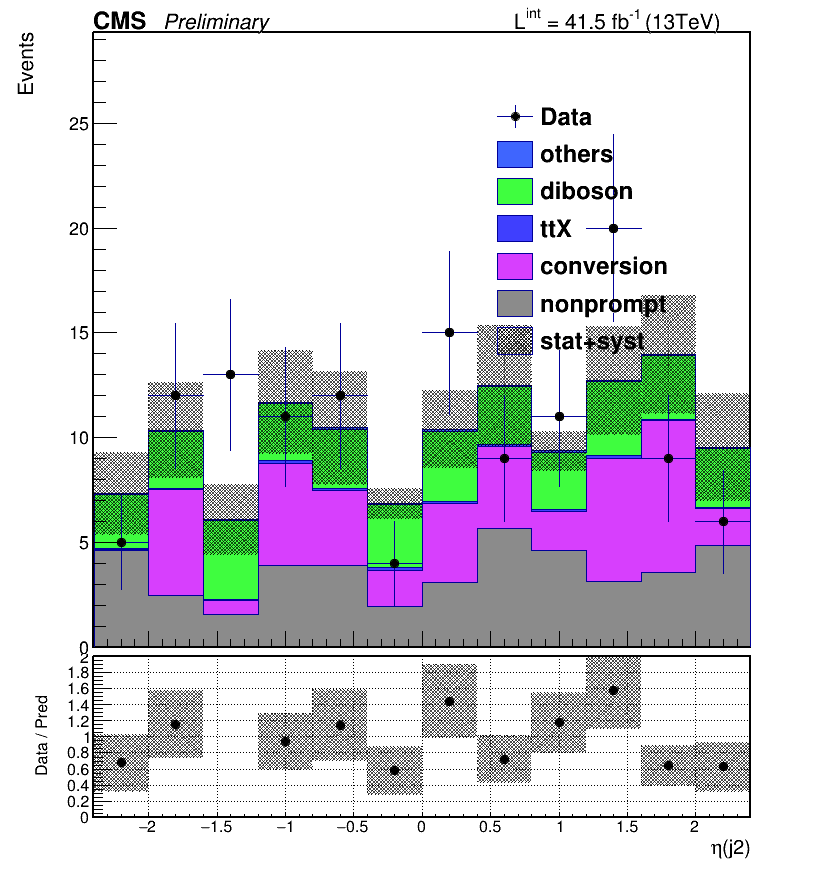 CMS Preliminary L^int = 41.5 fb^-1 (13TeV)
Events
25
20
15
10
5
0
Data
others
diboson
ttX
conversion
nonprompt
stat+syst
Data / Pred
2
1.8
1.6
1.4
1.2
1
0.8
0.6
0.4
0.2
0
−2 −1.5 −1 −0.5 0 0.5 1 1.5 2
η(j2)